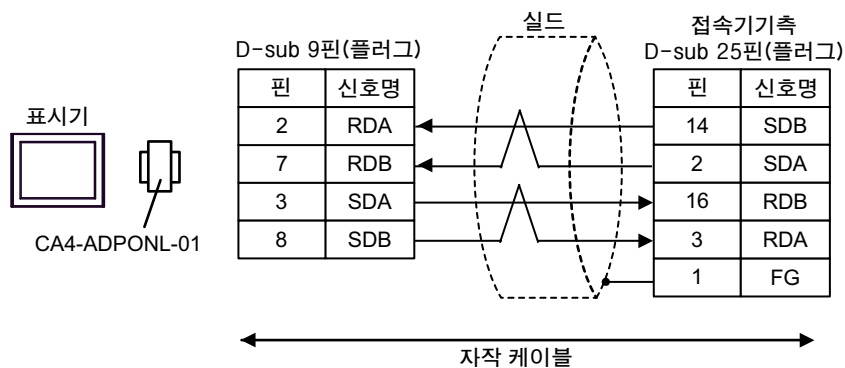 실드
접속기기측
D-sub 9핀(플러그)
D-sub 25핀(플러그)
핀 신호명
핀 신호명
표시기
2 RDA
14 SDB
7 RDB
2 SDA
3 SDA
16 RDB
8 SDB
3 RDA
CA4-ADPONL-01
1 FG
자작 케이블